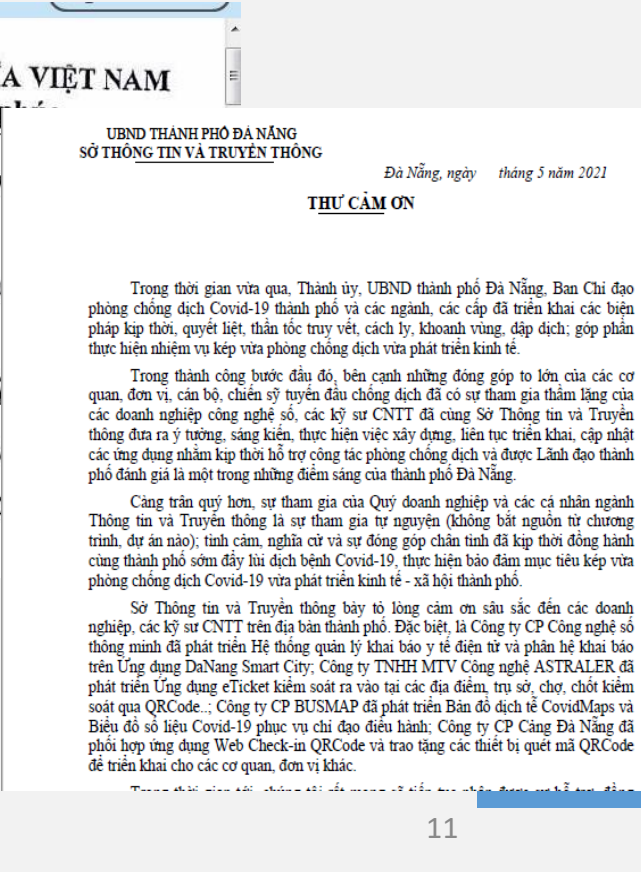 A VIỆT NAM
UBND THÀNH PHỐ ĐÀ NẴNG
SỞ THÔNG TIN VÀ TRUYỀN THÔNG
Đà Nẵng, ngày tháng 5 năm 2021
THƯ CẢM ƠN
Trong thời gian vừa qua, Thành ủy, UBND thành phố Đà Nẵng, Ban Chỉ đạo
phòng chống dịch Covid-19 thành phố và các ngành, các cấp đã triển khai các biện
pháp kịp thời, quyết liệt, thần tốc truy vết, cách ly, khoanh vùng, dập dịch; góp phần
thực hiện nhiệm vụ kép vừa phòng chống dịch vừa phát triển kinh tế.
Trong thành công bước đầu đó, bên cạnh những đóng góp to lớn của các cơ
quan, đơn vị, cán bộ, chiến sỹ tuyến đầu chống dịch đã có sự tham gia thầm lặng của
các doanh nghiệp công nghệ số, các kỹ sư CNTT đã cùng Sở Thông tin và Truyền
thông đưa ra ý tưởng, sáng kiến, thực hiện việc xây dựng, liên tục triển khai, cập nhật
các ứng dụng nhằm kịp thời hỗ trợ công tác phòng chống dịch và được Lãnh đạo thành
phố đánh giá là một trong những điểm sáng của thành phố Đà Nẵng.
Càng trân quý hơn, sự tham gia của Quý doanh nghiệp và các cá nhân ngành
Thông tin và Truyền thông là sự tham gia tự nguyện (không bắt nguồn từ chương
trình, dự án nào); tình cảm, nghĩa cử và sự đóng góp chân tình đã kịp thời đồng hành
cùng thành phố sớm đẩy lùi dịch bệnh Covid-19, thực hiện bảo đảm mục tiêu kép vừa
phòng chống dịch Covid-19 vừa phát triển kinh tế - xã hội thành phố.
Sở Thông tin và Truyền thông bày tỏ lòng cảm ơn sâu sắc đến các doanh
nghiệp, các kỹ sư CNTT trên địa bàn thành phố. Đặc biệt, là Công ty CP Công nghệ số
thông minh đã phát triển Hệ thống quản lý khai báo y tế điện tử và phân hệ khai báo
trên Ứng dụng DaNang Smart City; Công ty TNHH MTV Công nghệ ASTRALER đã
phát triển Ứng dụng eTicket kiểm soát ra vào tại các địa điểm, trụ sở, chợ, chốt kiểm
soát qua QRCode..; Công ty CP BUSMAP đã phát triển Bản đồ dịch tễ CovidMaps và
Biểu đồ số liệu Covid-19 phục vụ chỉ đạo điều hành; Công ty CP Cảng Đà Nẵng đã
phối hợp ứng dụng Web Check-in QRCode và trao tặng các thiết bị quét mã QRCode
để triển khai cho các cơ quan, đơn vị khác.
11